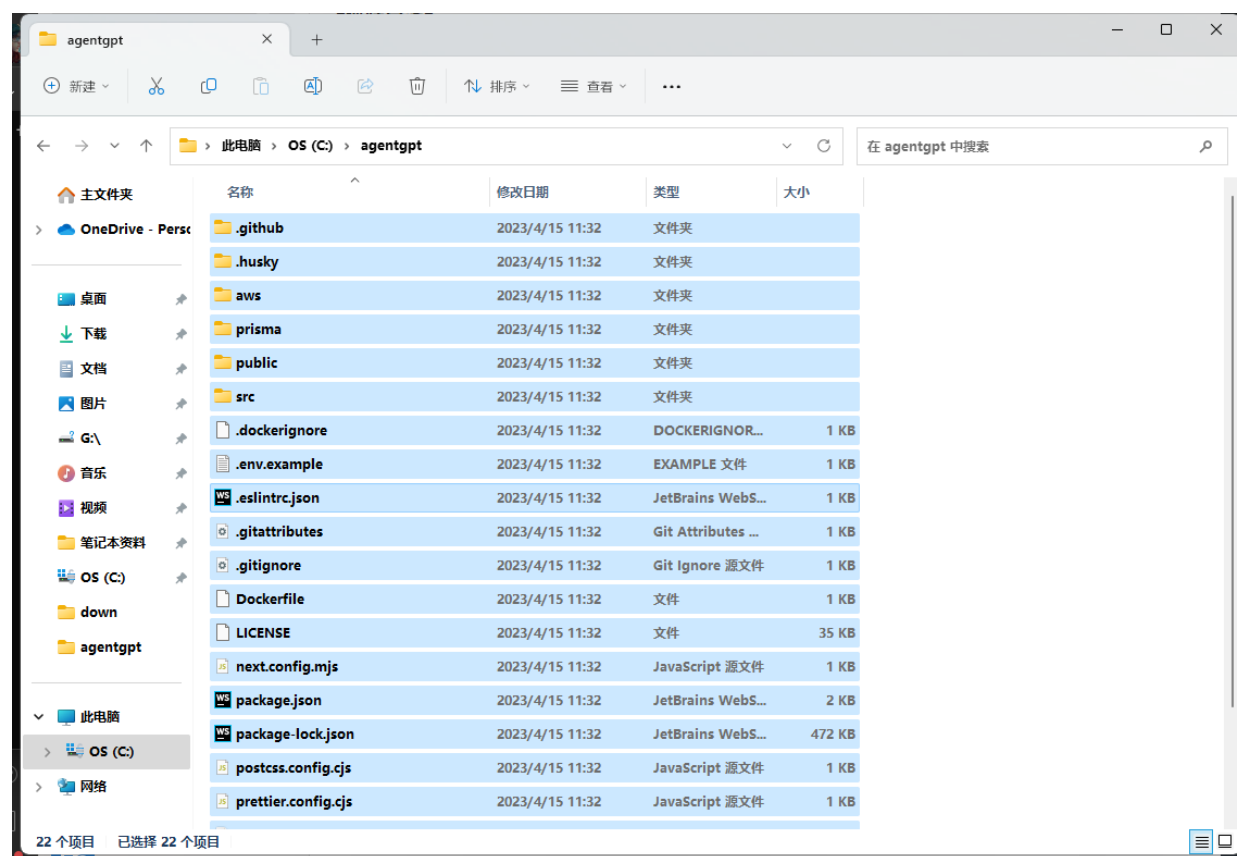 agentgpt
新建
排序
查看
此电脑 › OS (C:) › agentgpt
在 agentgpt 中搜索
主文件夹
OneDrive - Perso
桌面
下载
文档
图片
G:\
音乐
视频
笔记本资料
OS (C:)
down
agentgpt
此电脑
OS (C:)
网络
名称 修改日期 类型 大小
.github 2023/4/15 11:32 文件夹
.husky 2023/4/15 11:32 文件夹
aws 2023/4/15 11:32 文件夹
prisma 2023/4/15 11:32 文件夹
public 2023/4/15 11:32 文件夹
src 2023/4/15 11:32 文件夹
.dockerignore 2023/4/15 11:32 DOCKERIGNOR... 1 KB
.env.example 2023/4/15 11:32 EXAMPLE 文件 1 KB
.eslintrc.json 2023/4/15 11:32 JetBrains WebS... 1 KB
.gitattributes 2023/4/15 11:32 Git Attributes ... 1 KB
.gitignore 2023/4/15 11:32 Git Ignore 源文件 1 KB
Dockerfile 2023/4/15 11:32 文件 1 KB
LICENSE 2023/4/15 11:32 文件 35 KB
next.config.mjs 2023/4/15 11:32 JavaScript 源文件 1 KB
package.json 2023/4/15 11:32 JetBrains WebS... 2 KB
package-lock.json 2023/4/15 11:32 JetBrains WebS... 472 KB
postcss.config.cjs 2023/4/15 11:32 JavaScript 源文件 1 KB
prettier.config.cjs 2023/4/15 11:32 JavaScript 源文件 1 KB
22 个项目 已选择 22 个项目